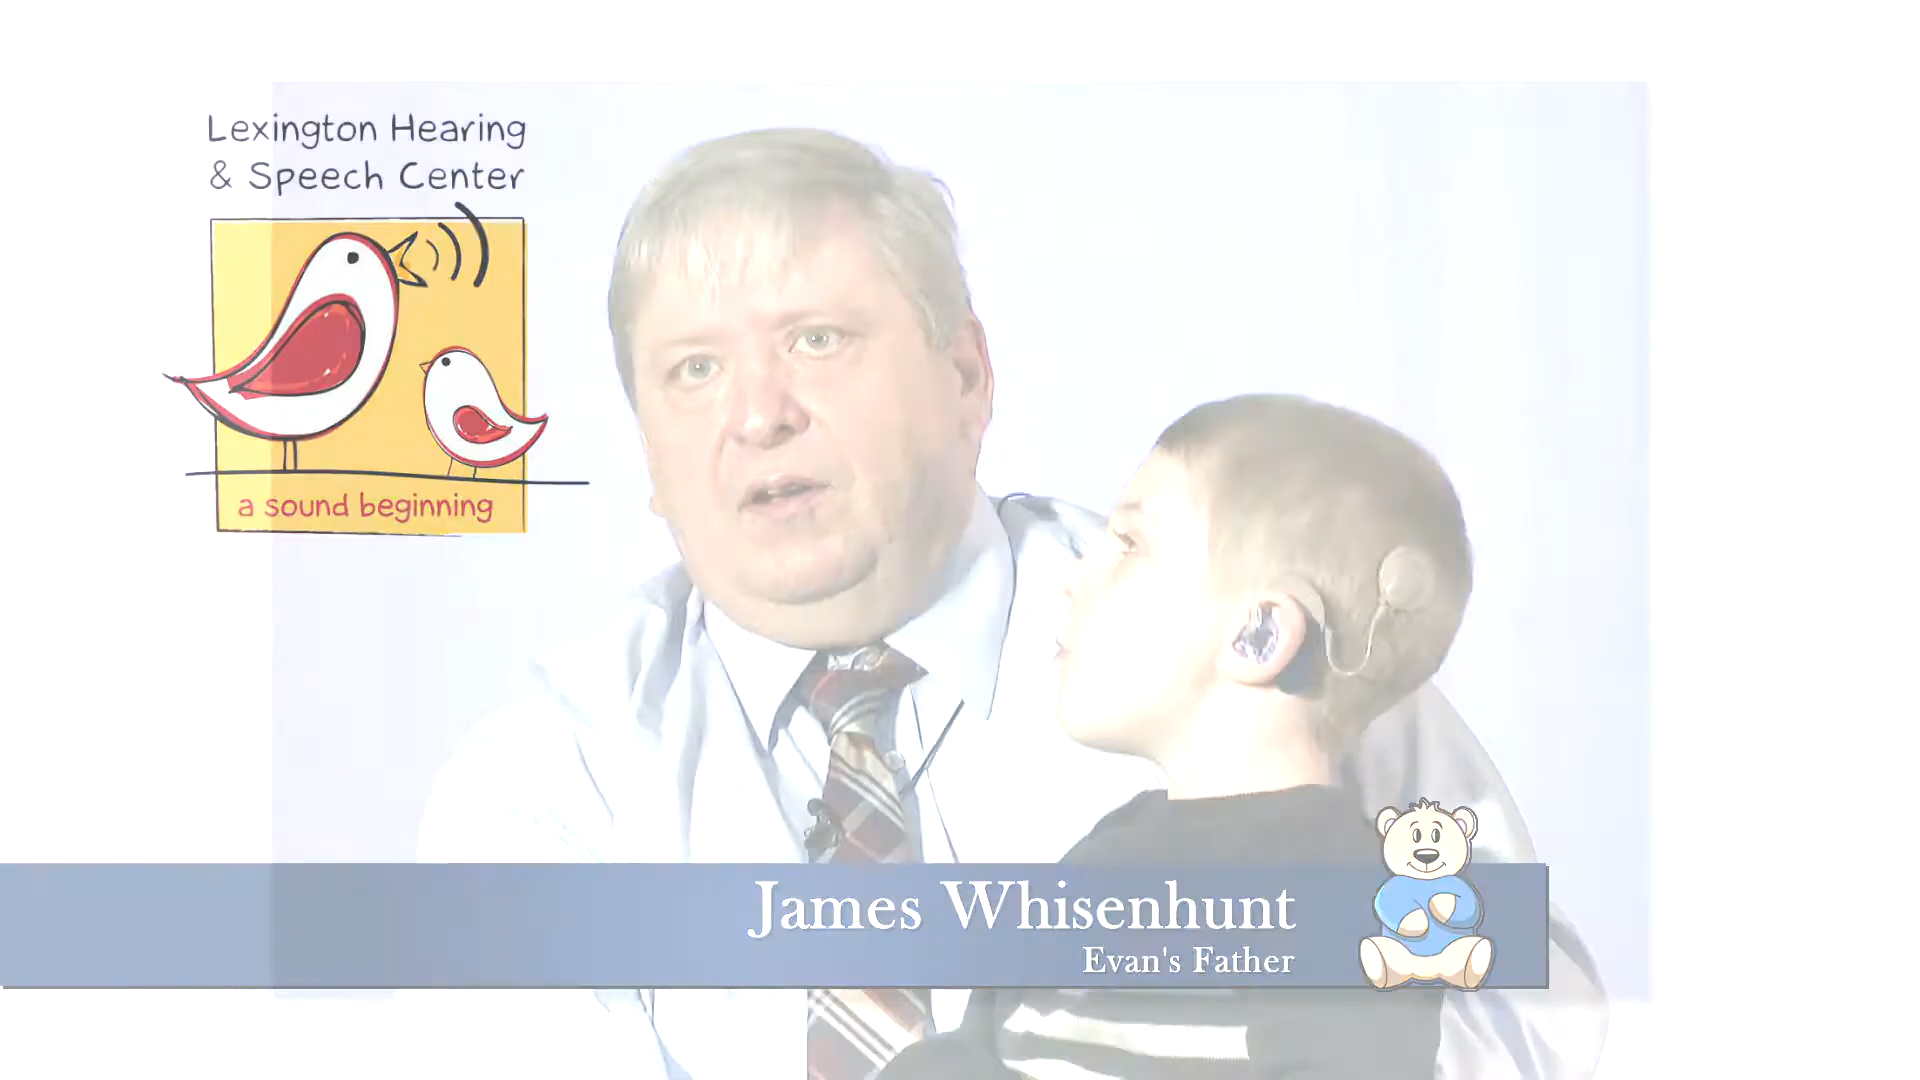 Lexington Hearing
& Speech Center
a sound beginning
James Whisenhunt
Evan's Father